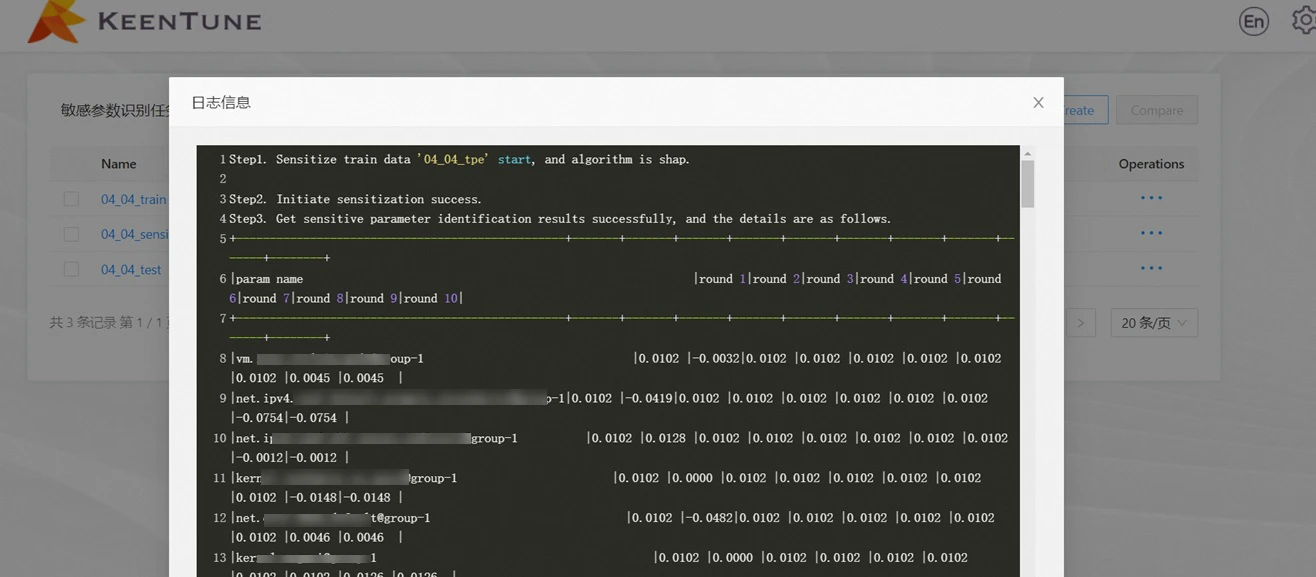 KEENTUNE
En
敏感参数识别任务
reate
Compare
日志信息
Name
Operations
04_04_train
04_04_sensi
04_04_test
共 3 条记录 第 1 / 1
20 条/页
1 Step1. Sensitize train data '04_04_tpe' start, and algorithm is shap.
2
3 Step2. Initiate sensitization success.
4 Step3. Get sensitive parameter identification results successfully, and the details are as follows.
5
6 |param name |round 1|round 2|round 3|round 4|round 5|round
6|round 7|round 8|round 9|round 10|
7
8 |vm. oup-1 |0.0102 |-0.0032|0.0102 |0.0102 |0.0102 |0.0102 |0.0102
|0.0102 |0.0045 |0.0045 |
9 |net.ipv4. p-1|0.0102 |-0.0419|0.0102 |0.0102 |0.0102 |0.0102 |0.0102 |0.0102
|-0.0754|-0.0754 |
10 |net.ip group-1 |0.0102 |0.0128 |0.0102 |0.0102 |0.0102 |0.0102 |0.0102 |0.0102
|-0.0012|-0.0012 |
11 |kern group-1 |0.0102 |0.0000 |0.0102 |0.0102 |0.0102 |0.0102 |0.0102
|0.0102 |-0.0148|-0.0148 |
12 |net. t@group-1 |0.0102 |-0.0482|0.0102 |0.0102 |0.0102 |0.0102 |0.0102
|0.0102 |0.0046 |0.0046 |
13 |ker 1 |0.0102 |0.0000 |0.0102 |0.0102 |0.0102 |0.0102
|0.0102 |0.0102 |0.0126 |0.0126 |